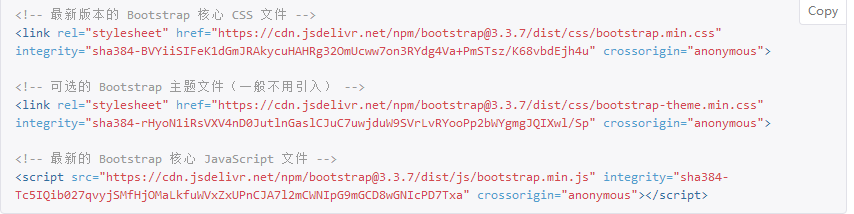 Copy
<!-- 最新版本的 Bootstrap 核心 CSS 文件 -->
<link rel="stylesheet" href="https://cdn.jsdelivr.net/npm/bootstrap@3.3.7/dist/css/bootstrap.min.css"
integrity="sha384-BVYiiSIFeK1dGmJRAkycuHAHRg32OmUcww7on3RYdg4Va+PmSTsz/K68vbdEjh4u" crossorigin="anonymous">
<!-- 可选的 Bootstrap 主题文件（一般不用引入） -->
<link rel="stylesheet" href="https://cdn.jsdelivr.net/npm/bootstrap@3.3.7/dist/css/bootstrap-theme.min.css"
integrity="sha384-rHyoN1iRsVXV4nD0JutlnGaslCJuC7uwjduW9SVrLvRYooPp2bWYgmgJQIXwl/Sp" crossorigin="anonymous">
<!-- 最新的 Bootstrap 核心 JavaScript 文件 -->
<script src="https://cdn.jsdelivr.net/npm/bootstrap@3.3.7/dist/js/bootstrap.min.js" integrity="sha384-
Tc5IQib027qvyjSMfHjOMaLkfuWVxZxUPnCJA7l2mCWNIpG9mGCD8wGNIcPD7Txa" crossorigin="anonymous"></script>